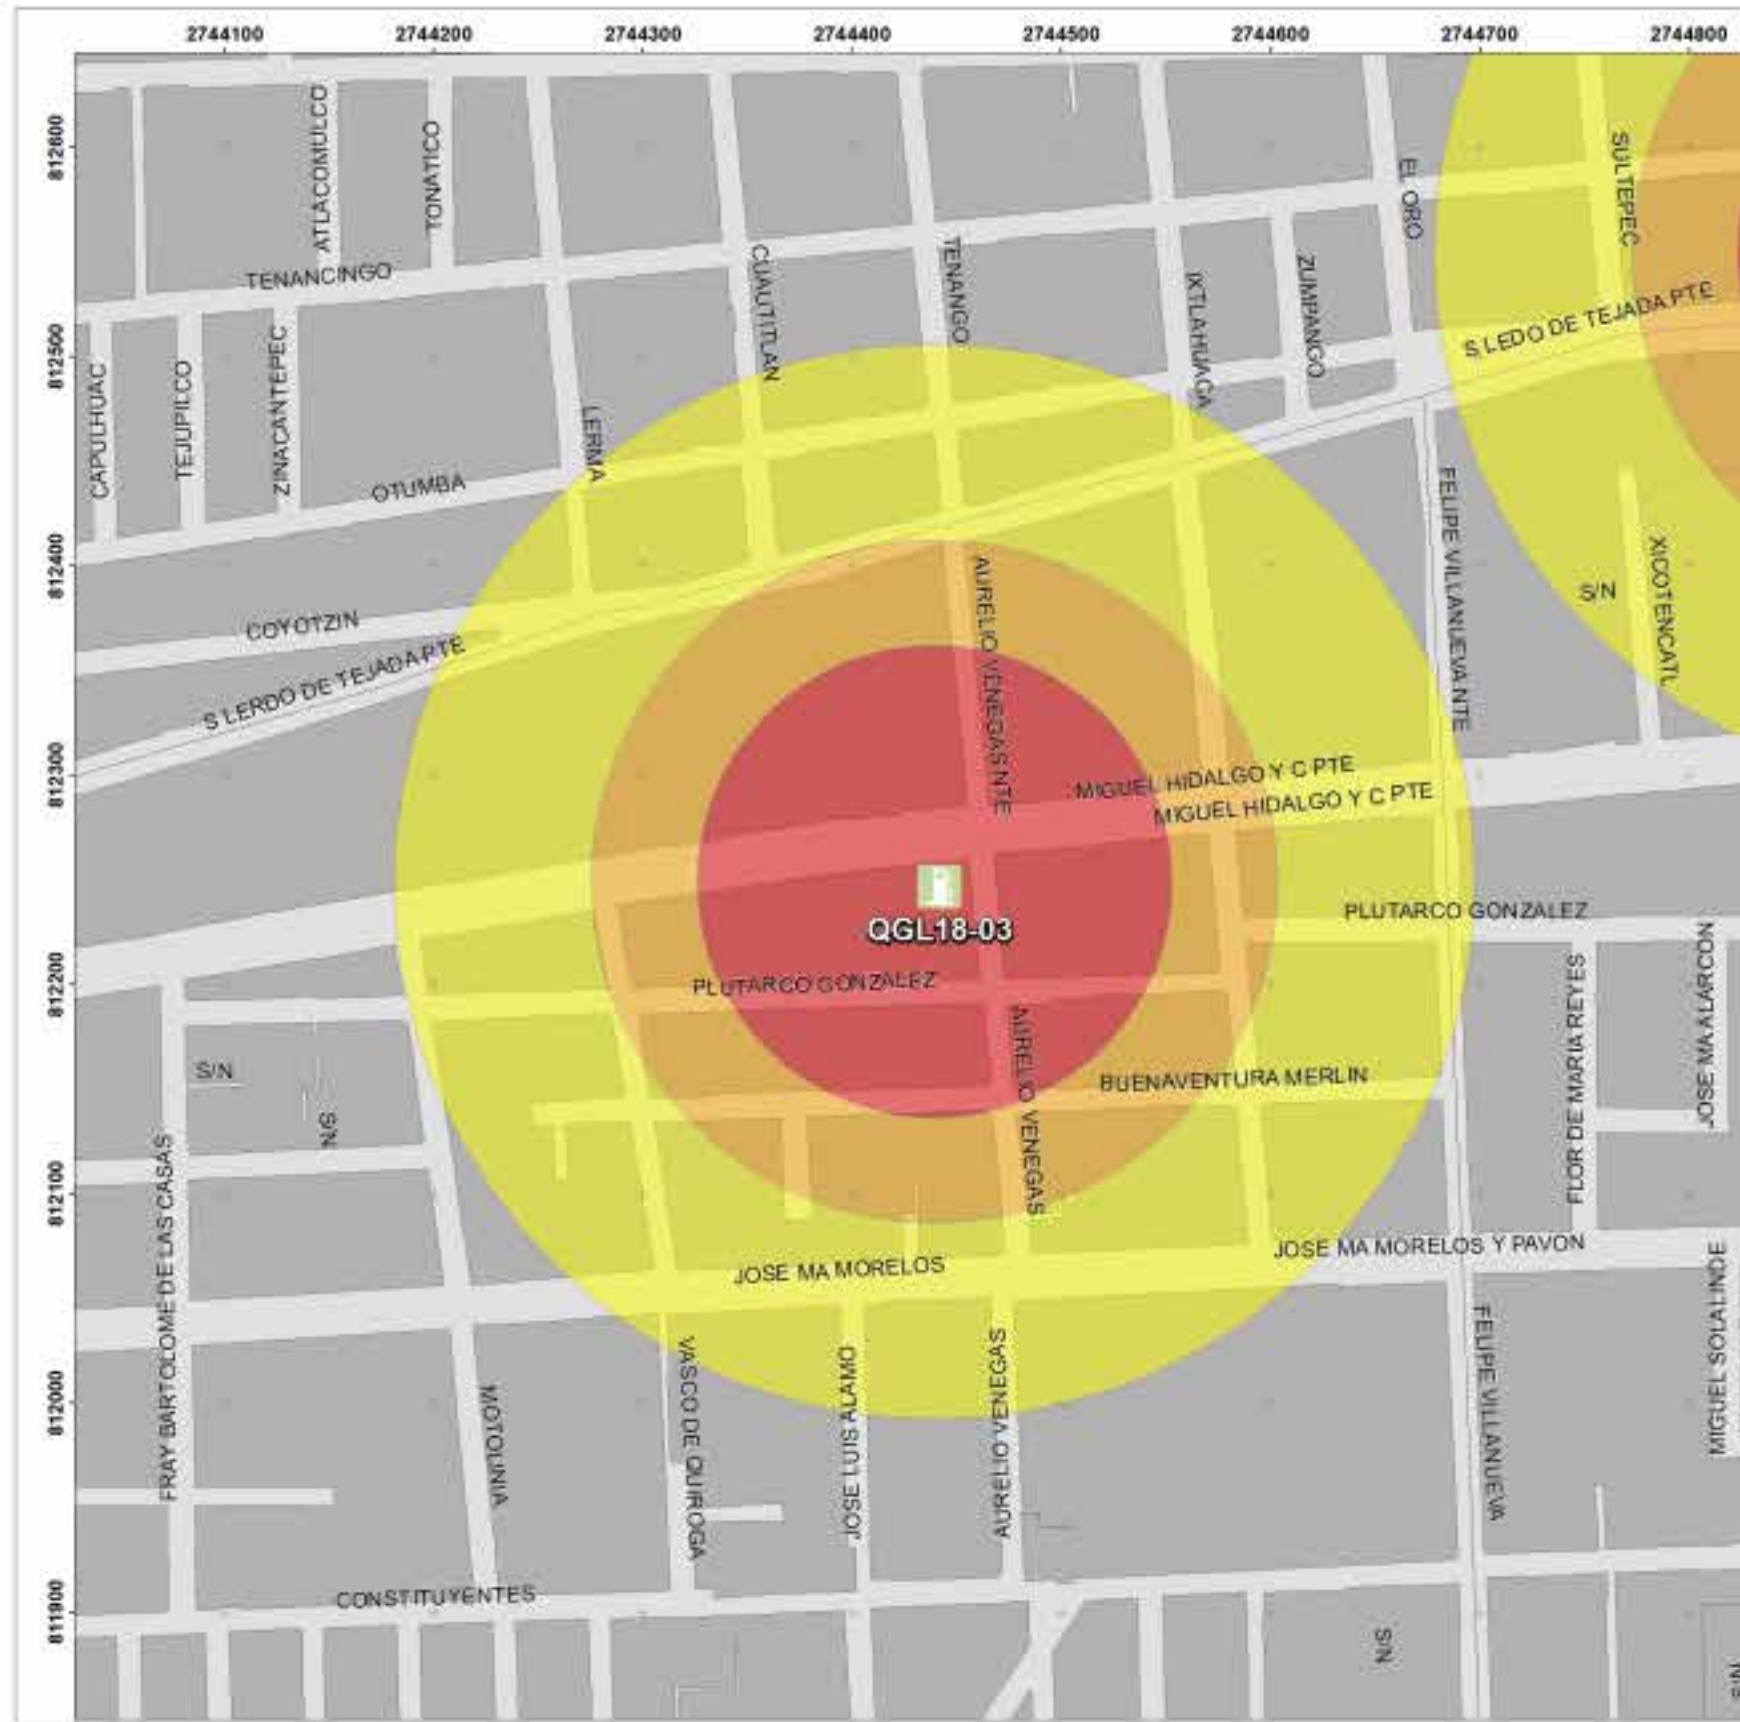 2744100 2744200 2744300 2744400 2744500 2744600 2744700 2744800
812600
812500
812400
812300
812200
812100
812000
811900
ATLACOMULCO
TONATICO
SULTEPEC
EL ORO
TENANCINGO
CUAUTITLAN
TENANGO
IXTLAHUACA
ZUMPANGO
S LEDO DE TEJADA PTE
CAPULHUAC
TEJUPILCO
ZINACANTEPEC
LERMA
OTUMBA
FELIPE VILLANUEVA NTE
XICOTENCATL
S/N
AURELIO VENEGAS NTE
COYOTZIN
S LERDO DE TEJADA PTE
MIGUEL HIDALGO Y C PTE
MIGUEL HIDALGO Y C PTE
QGL18-03
PLUTARCO GONZALEZ
PLUTARCO GONZALEZ
FLOR DE MARIA REYES
JOSE MA ALARCON
S/N
S/N
AURELIO VENEGAS
BUENAVENTURA MERLIN
FRAY BARTOLOME DE LAS CASAS
JOSE MA MORELOS
JOSE MA MORELOS Y PAVON
MIGUEL SOLALINDE
MOTOLINIA
VASCO DE QUIROGA
JOSE LUIS ALAMO
AURELIO VENEGAS
FELIPE VILLANUEVA
CONSTITUYENTES
S/N
S/N